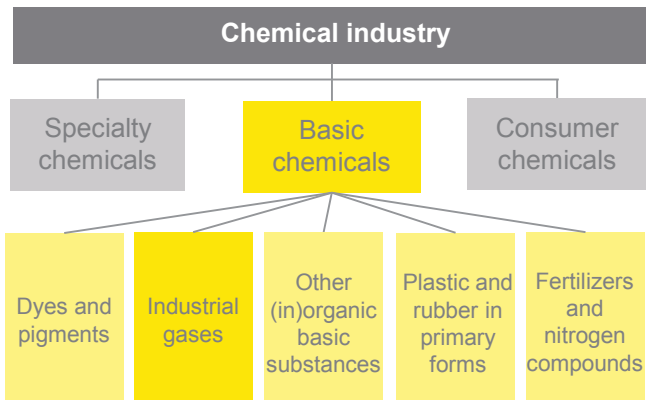 Chemical industry
Specialty
chemicals
Basic
chemicals
Consumer
chemicals
Dyes and
pigments
Industrial
gases
Other
(in)organic
basic
substances
Plastic and
rubber in
primary
forms
Fertilizers
and
nitrogen
compounds